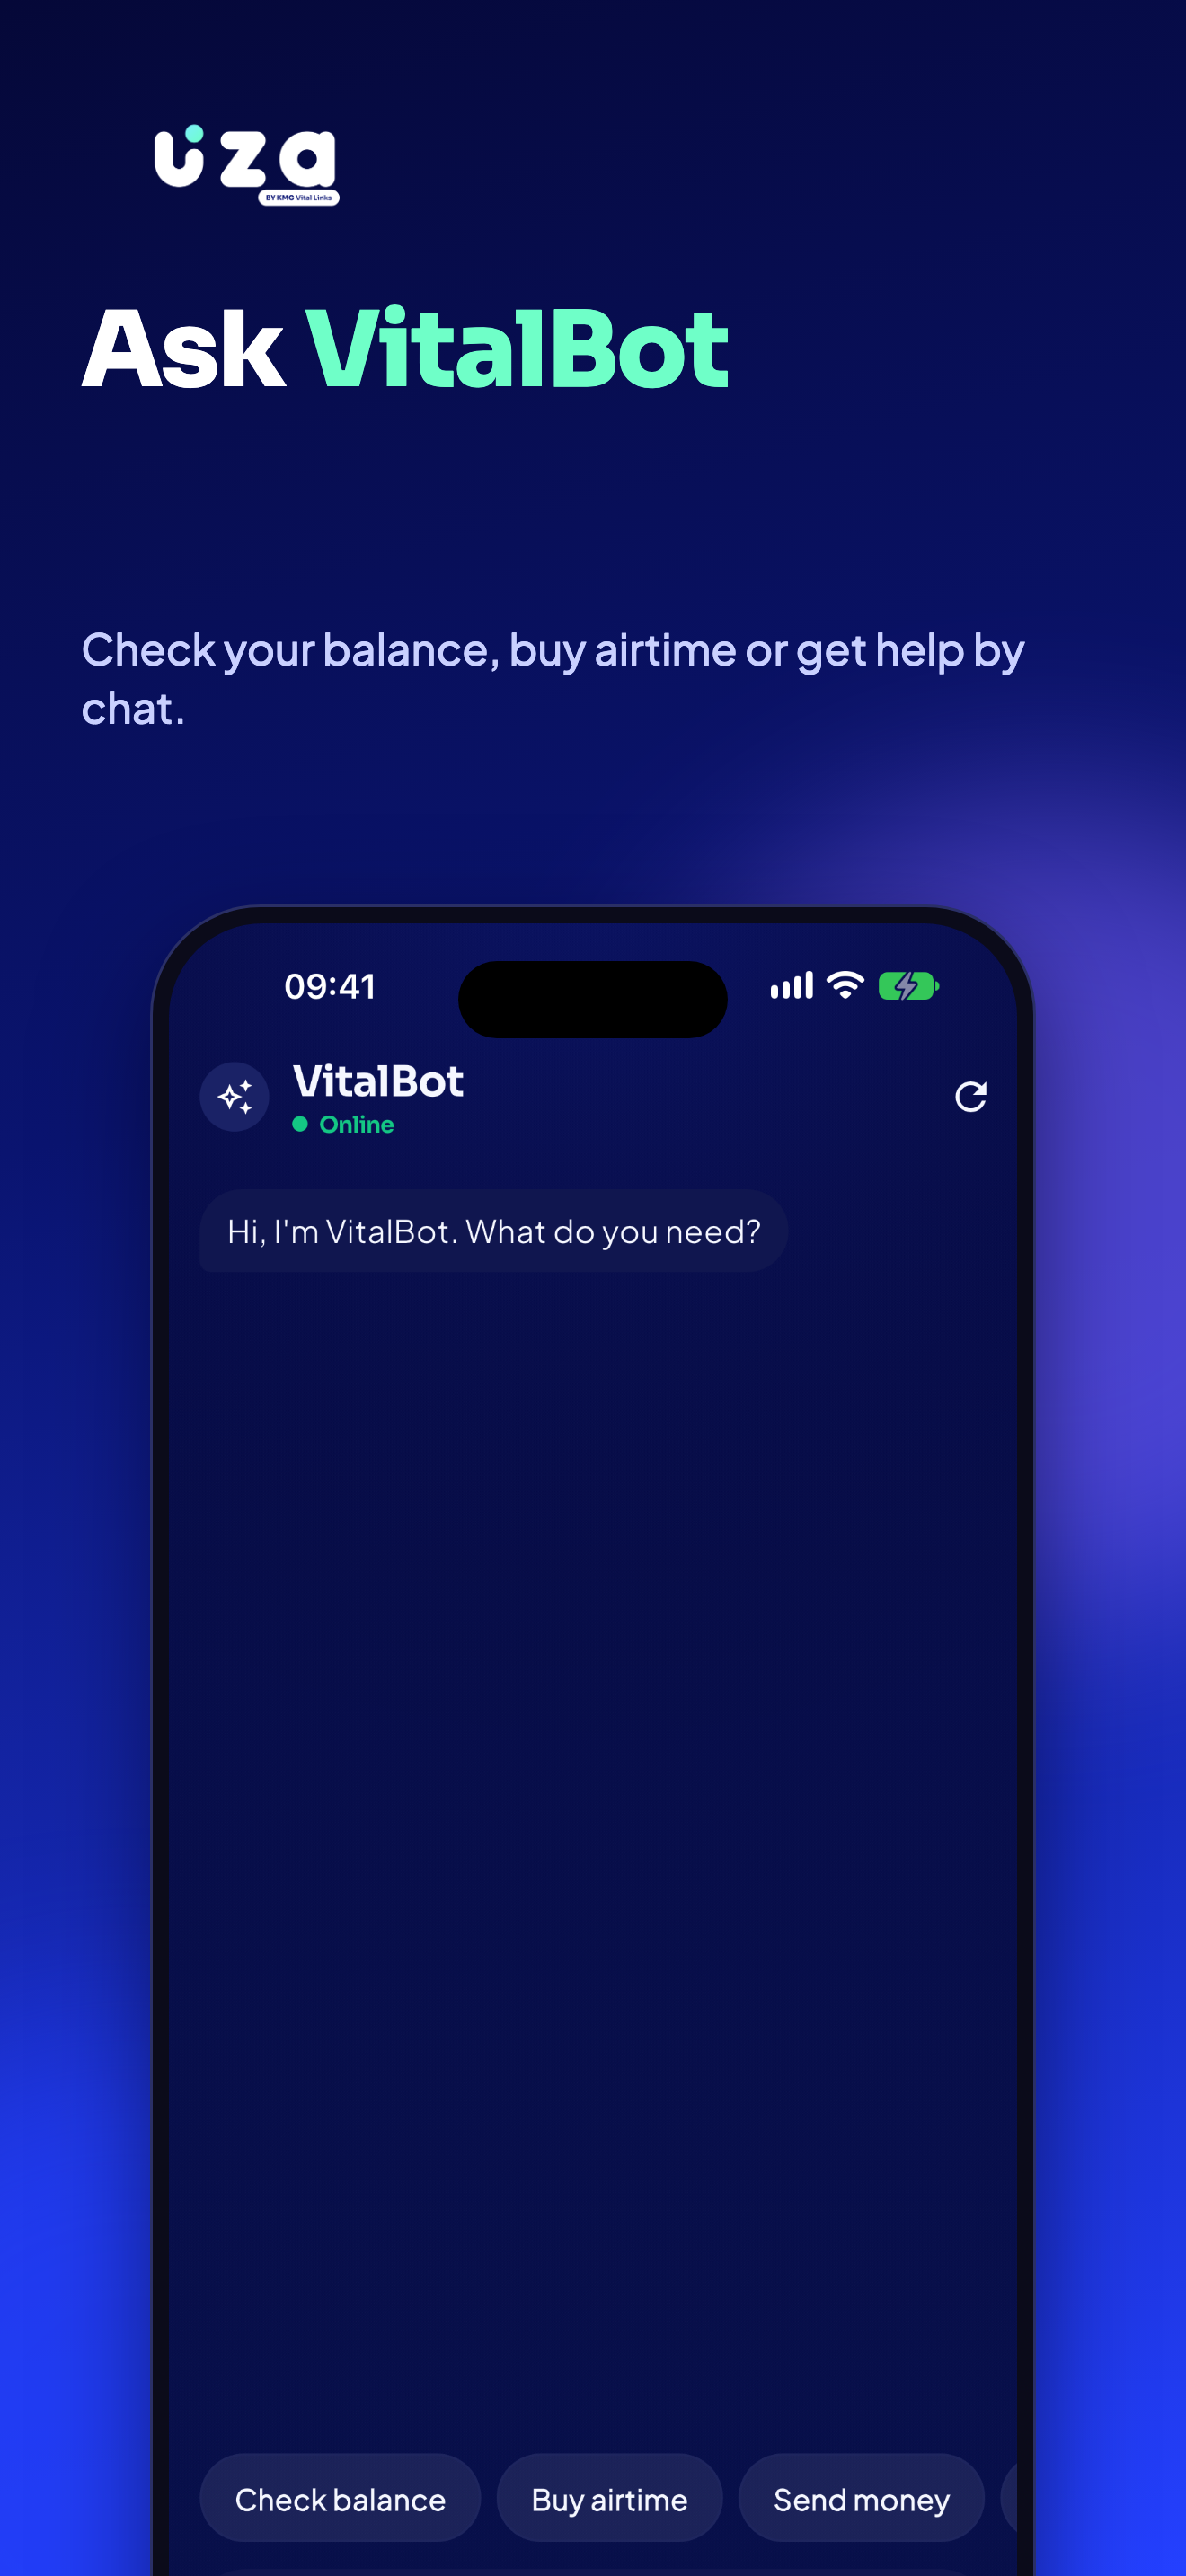 uza
BY KMG Vital Links
Ask VitalBot
Check your balance, buy airtime or get help by
chat.
09:41
VitalBot
Online
Hi, I'm VitalBot. What do you need?
Check balance
Buy airtime
Send money